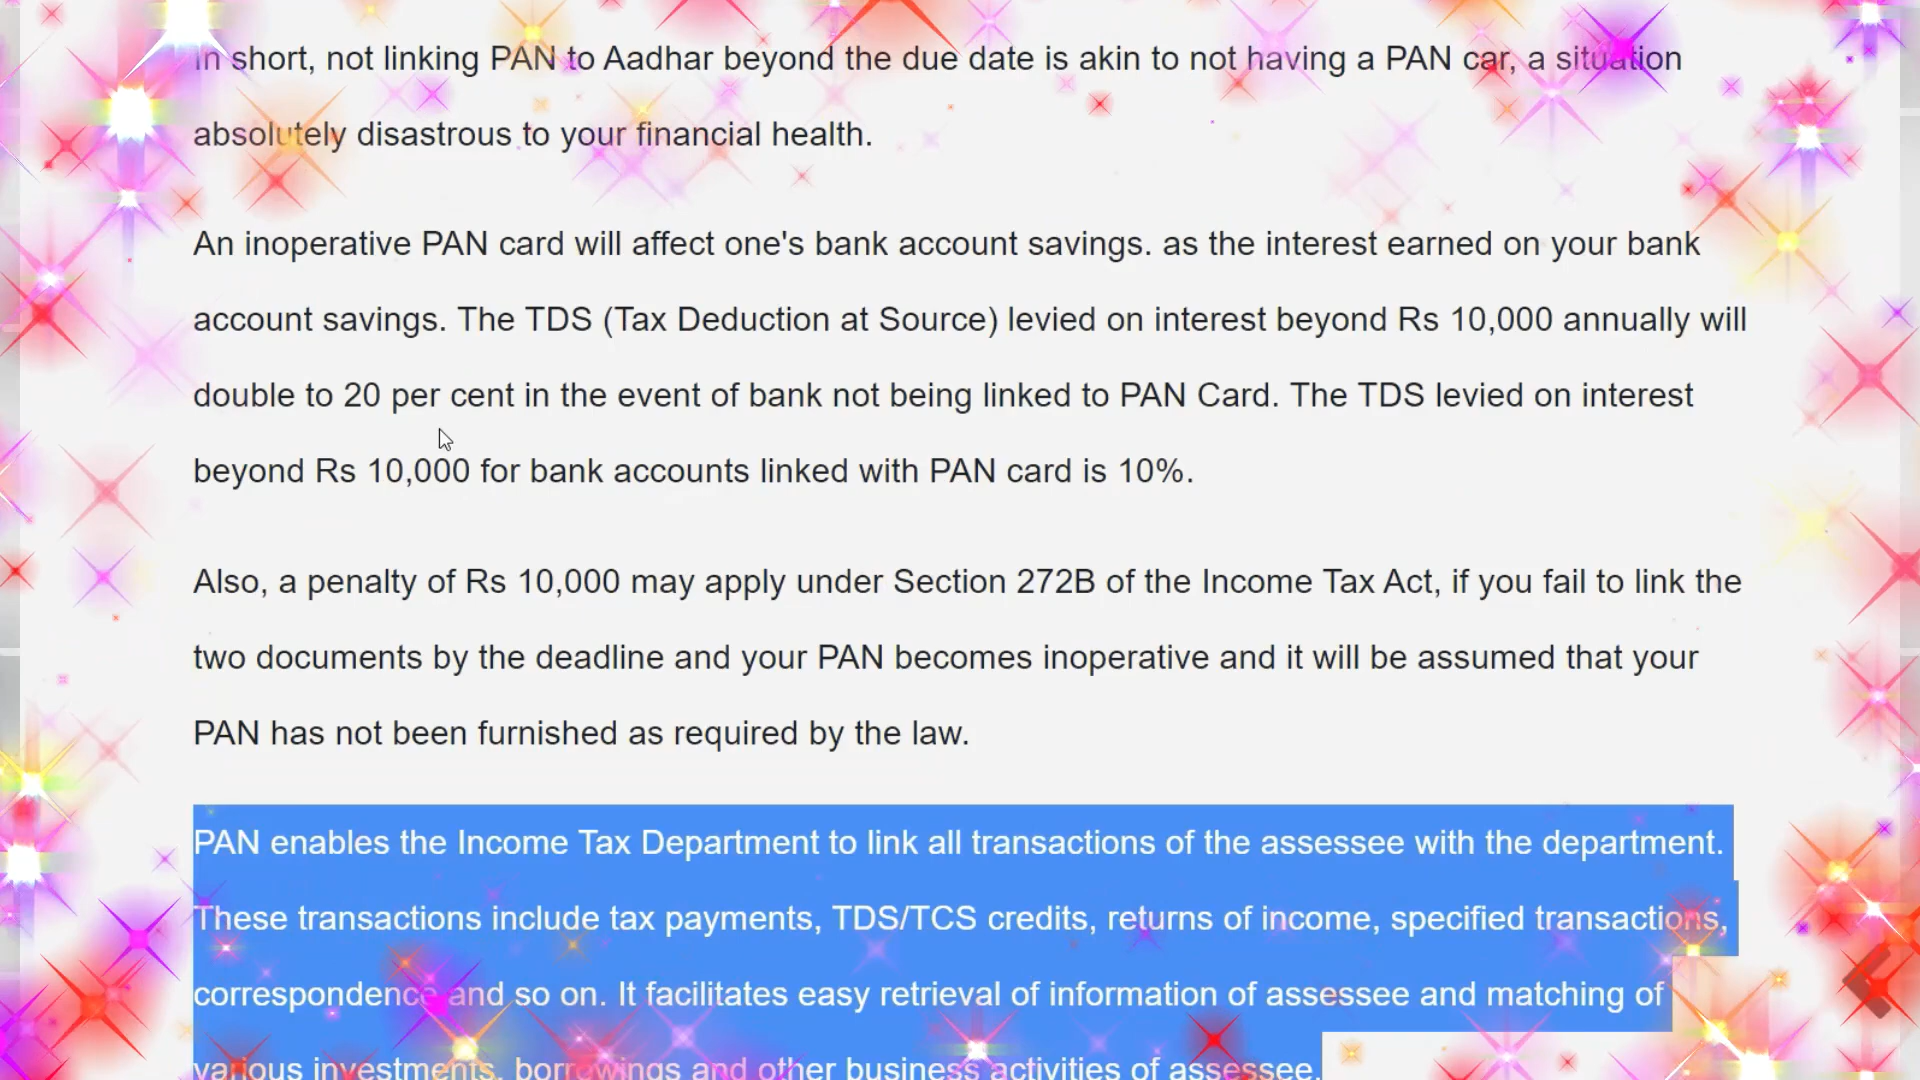 In short, not linking PAN to Aadhar beyond the due date is akin to not having a PAN car, a situation
absolutely disastrous to your financial health.
An inoperative PAN card will affect one's bank account savings. as the interest earned on your bank
account savings. The TDS (Tax Deduction at Source) levied on interest beyond Rs 10,000 annually will
double to 20 per cent in the event of bank not being linked to PAN Card. The TDS levied on interest
beyond Rs 10,000 for bank accounts linked with PAN card is 10%.
Also, a penalty of Rs 10,000 may apply under Section 272B of the Income Tax Act, if you fail to link the
two documents by the deadline and your PAN becomes inoperative and it will be assumed that your
PAN has not been furnished as required by the law.
PAN enables the Income Tax Department to link all transactions of the assessee with the department.
These transactions include tax payments, TDS/TCS credits, returns of income, specified transactions,
correspondence and so on. It facilitates easy retrieval of information of assessee and matching of
various investments, borrowings and other business activities of assessee.